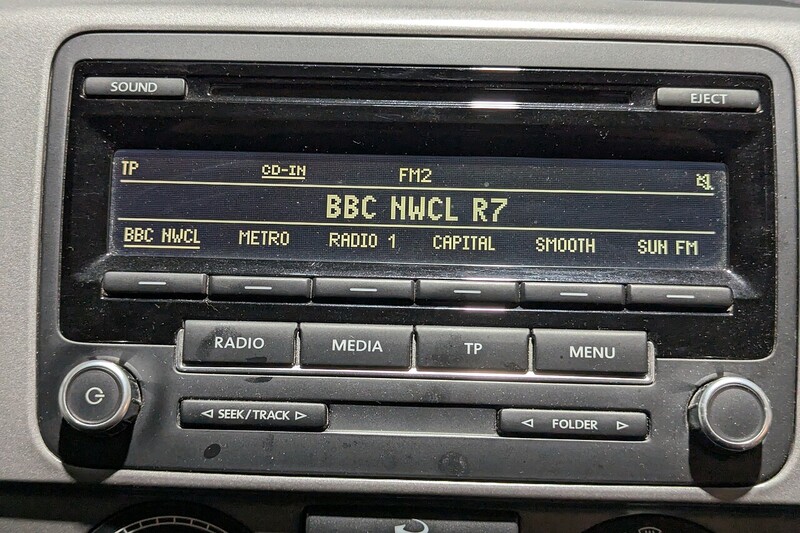 SOUND
EJECT
TP CD-IN FM2
BBC NWCL R7
BBC NWCL METRO RADIO 1 CAPITAL SMOOTH SUN FM
RADIO MEDIA TP MENU
SEEK/TRACK
FOLDER